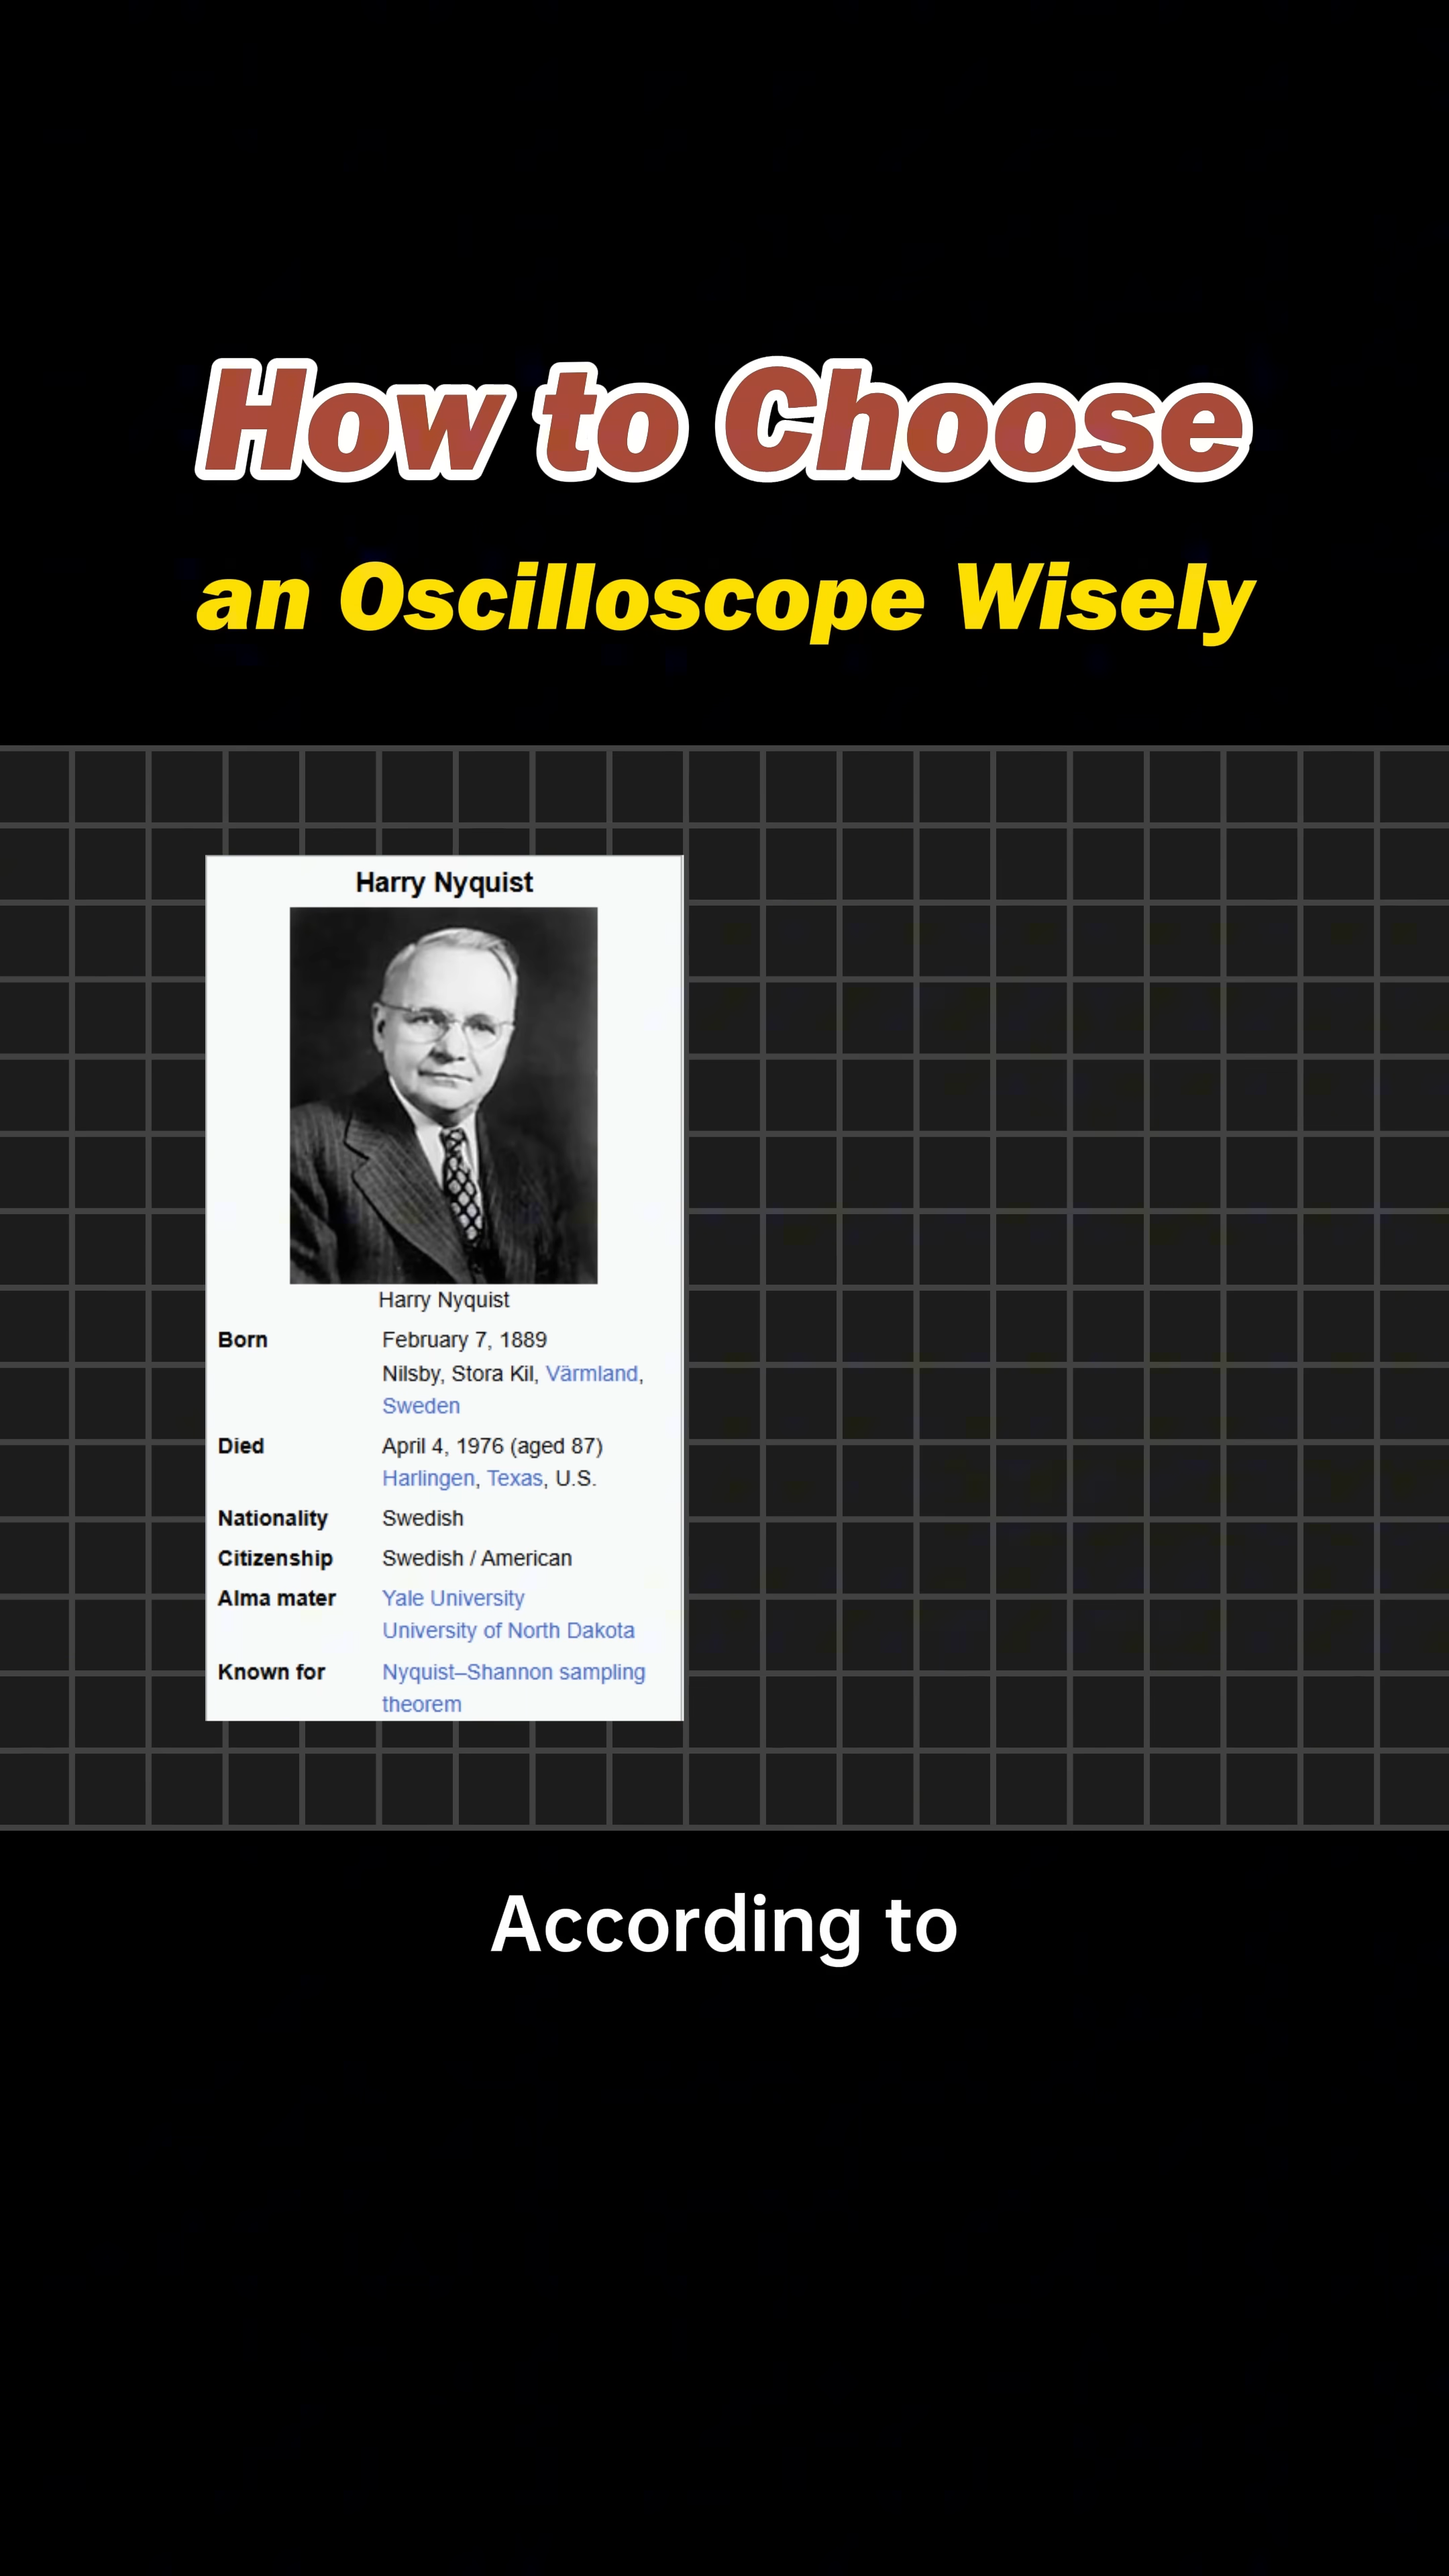 How to Choose
an Oscilloscope Wisely
Harry Nyquist
Harry Nyquist
Born February 7, 1889
Nilsby, Stora Kil, Värmland,
Sweden
Died April 4, 1976 (aged 87)
Harlingen, Texas, U.S.
Nationality Swedish
Citizenship Swedish / American
Alma mater Yale University
University of North Dakota
Known for Nyquist–Shannon sampling
theorem
According to